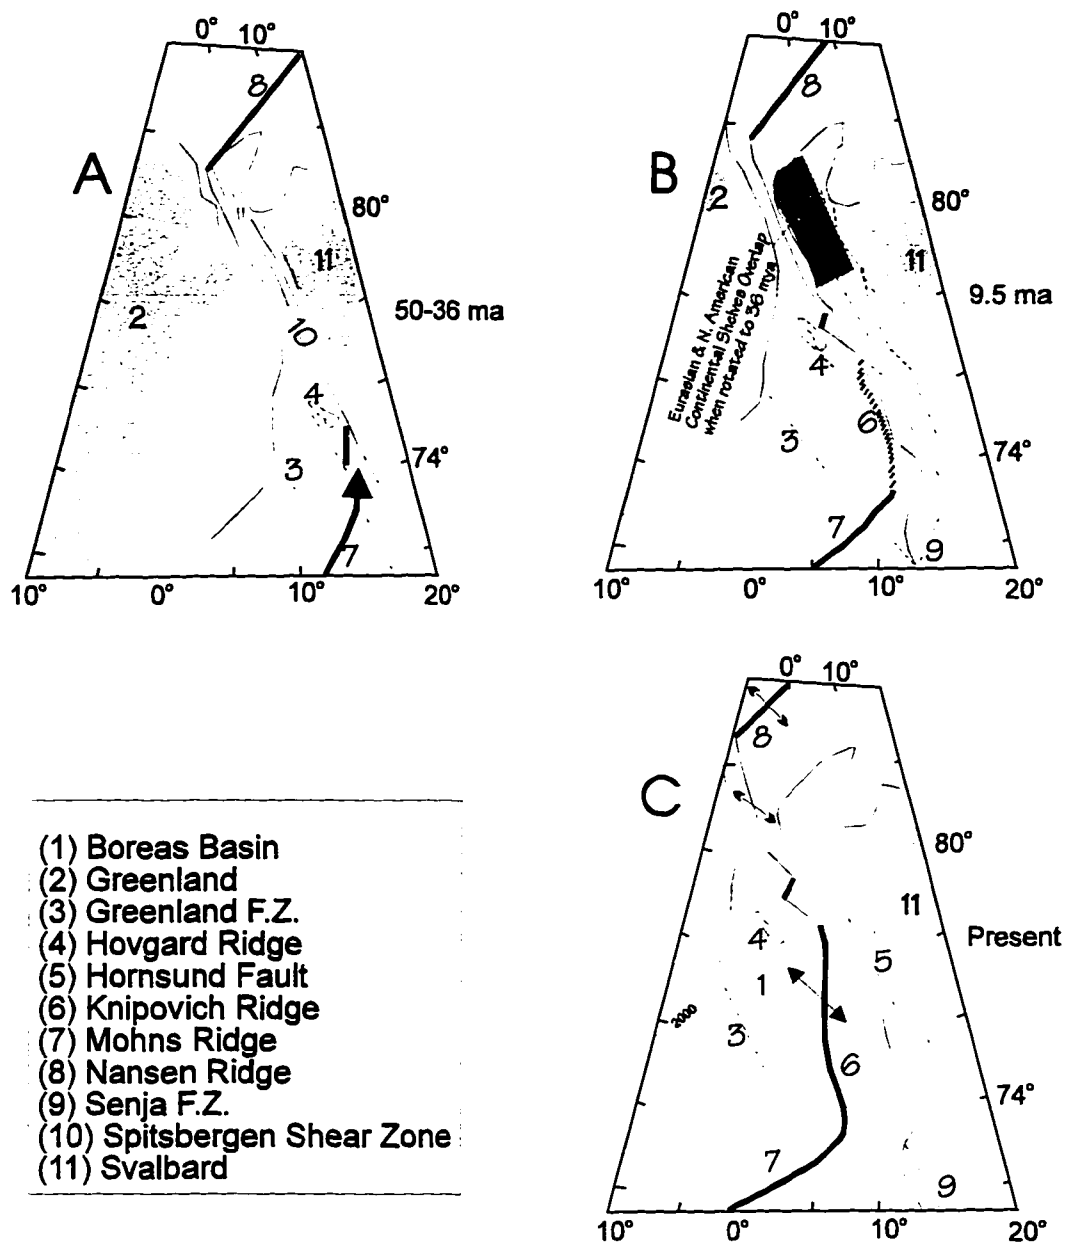 0° 10°
8
A
80°
11
50-36 ma
2
10
4
74°
3
7
10° 0° 10° 20°
0° 10°
8
B
2
80°
11
9.5 ma
Eurasian & N. American
Continental Shelves Overlap
when rotated to 36 mya
4
6
3
74°
7
9
10° 0° 10° 20°
0° 10°
8
C
80°
11
Present
4
5
1
2000
3
6
74°
7
9
10° 0° 10° 20°
(1) Boreas Basin
(2) Greenland
(3) Greenland F.Z.
(4) Hovgard Ridge
(5) Hornsund Fault
(6) Knipovich Ridge
(7) Mohns Ridge
(8) Nansen Ridge
(9) Senja F.Z.
(10) Spitsbergen Shear Zone
(11) Svalbard